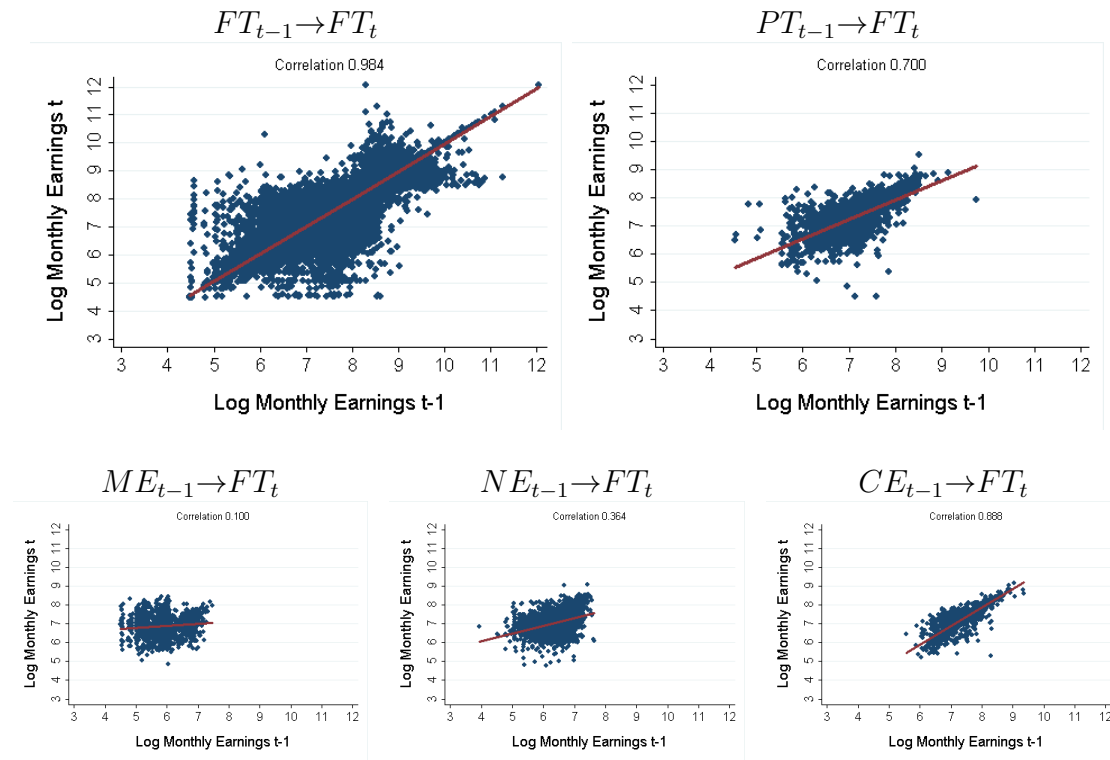 FT_{t-1}→FT_t
Correlation 0.984
Log Monthly Earnings t
12
11
10
9
8
7
6
5
4
3
3 4 5 6 7 8 9 10 11 12
Log Monthly Earnings t-1
PT_{t-1}→FT_t
Correlation 0.700
Log Monthly Earnings t
12
11
10
9
8
7
6
5
4
3
3 4 5 6 7 8 9 10 11 12
Log Monthly Earnings t-1
ME_{t-1}→FT_t
Correlation 0.100
Log Monthly Earnings t
12
11
10
9
8
7
6
5
4
3
3 4 5 6 7 8 9 10 11 12
Log Monthly Earnings t-1
NE_{t-1}→FT_t
Correlation 0.364
Log Monthly Earnings t
12
11
10
9
8
7
6
5
4
3
3 4 5 6 7 8 9 10 11 12
Log Monthly Earnings t-1
CE_{t-1}→FT_t
Correlation 0.888
Log Monthly Earnings t
12
11
10
9
8
7
6
5
4
3
3 4 5 6 7 8 9 10 11 12
Log Monthly Earnings t-1